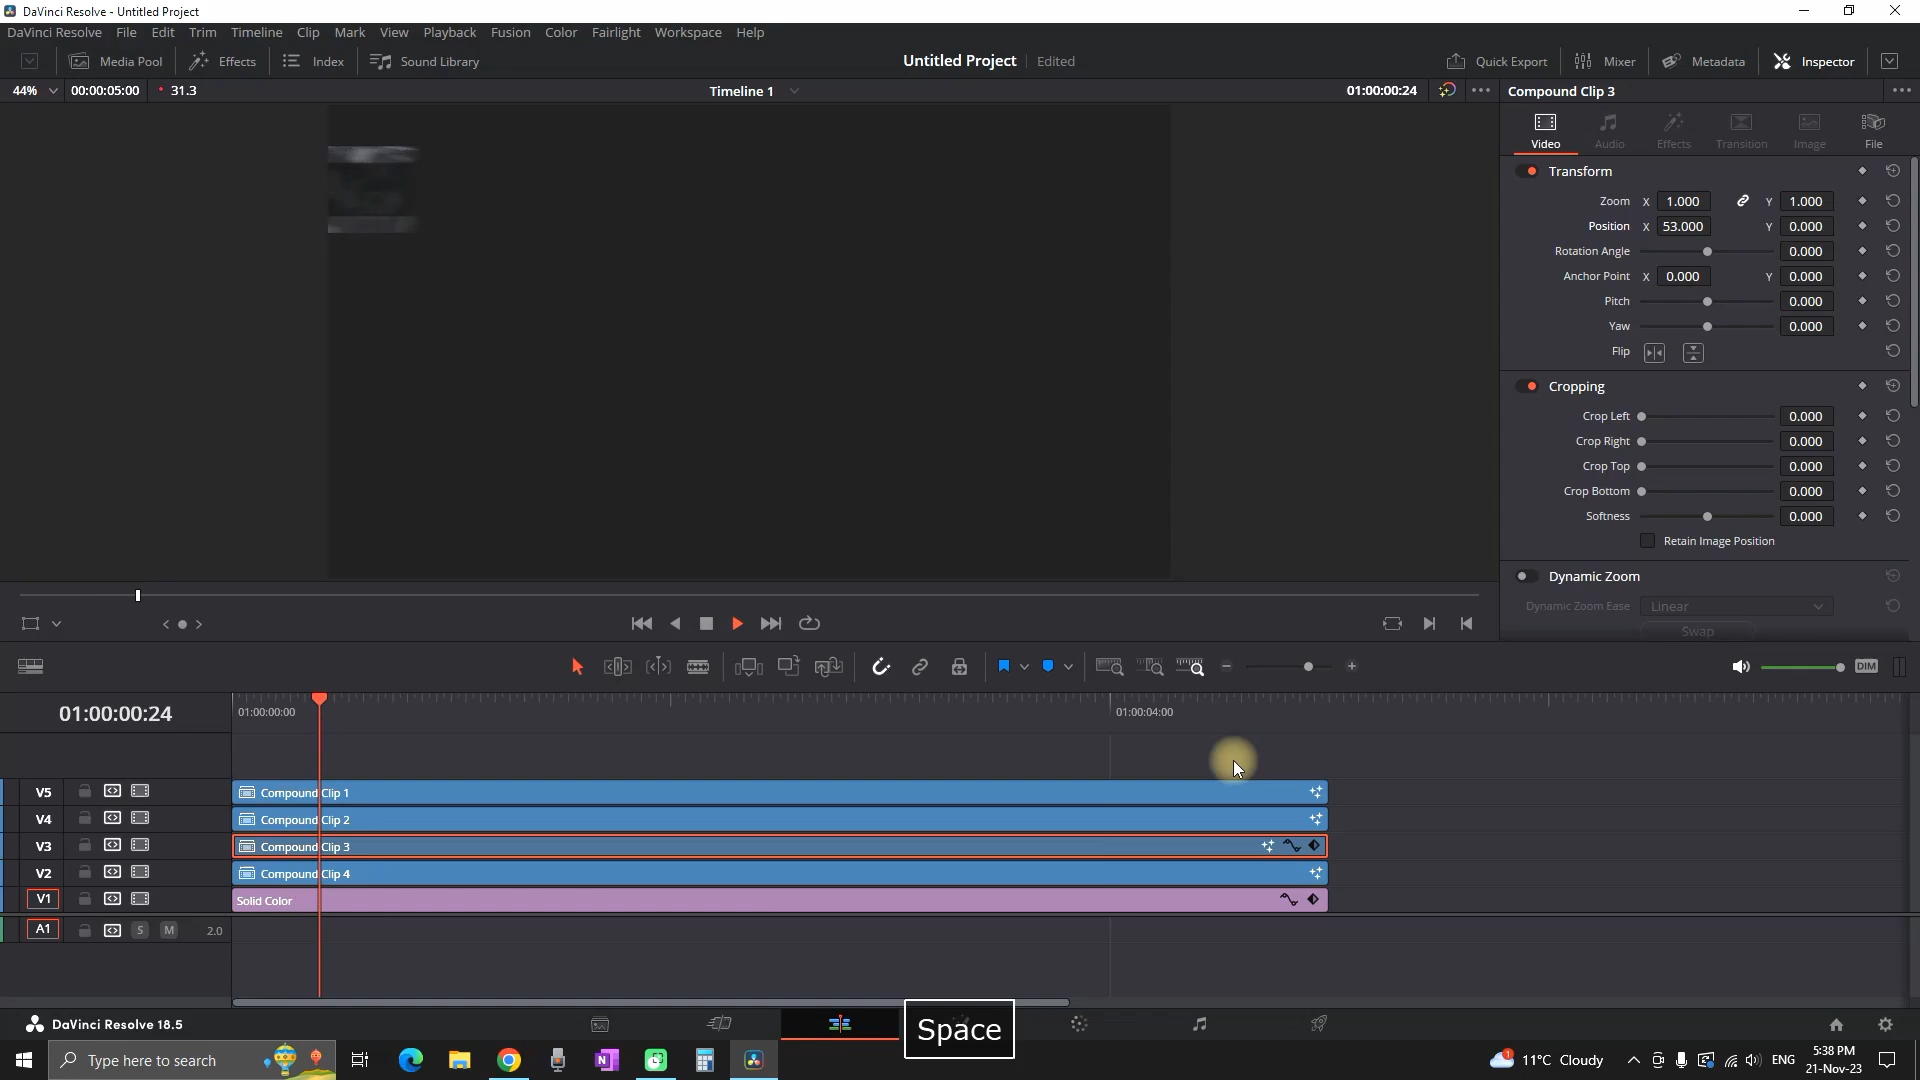 DaVinci Resolve - Untitled Project
DaVinci Resolve File Edit Trim Timeline Clip Mark View Playback Fusion Color Fairlight Workspace Help
Media Pool Effects Index Sound Library Untitled Project Edited Quick Export Mixer Metadata Inspector
44% 00:00:05:00 31.3 Timeline 1 01:00:00:24 Compound Clip 3
Video Audio Effects Transition Image File
Transform
Zoom X 1.000 Y 1.000
Position X 53.000 Y 0.000
Rotation Angle 0.000
Anchor Point X 0.000 Y 0.000
Pitch 0.000
Yaw 0.000
Flip
Cropping
Crop Left 0.000
Crop Right 0.000
Crop Top 0.000
Crop Bottom 0.000
Softness 0.000
Retain Image Position
Dynamic Zoom
Dynamic Zoom Ease Linear
Swap
DIM
01:00:00:24 01:00:00:00 01:00:04:00
V5 Compound Clip 1
V4 Compound Clip 2
V3 Compound Clip 3
V2 Compound Clip 4
V1 Solid Color
A1 S M 2.0
DaVinci Resolve 18.5
Space
Type here to search 1 11°C Cloudy ENG 5:38 PM
21-Nov-23